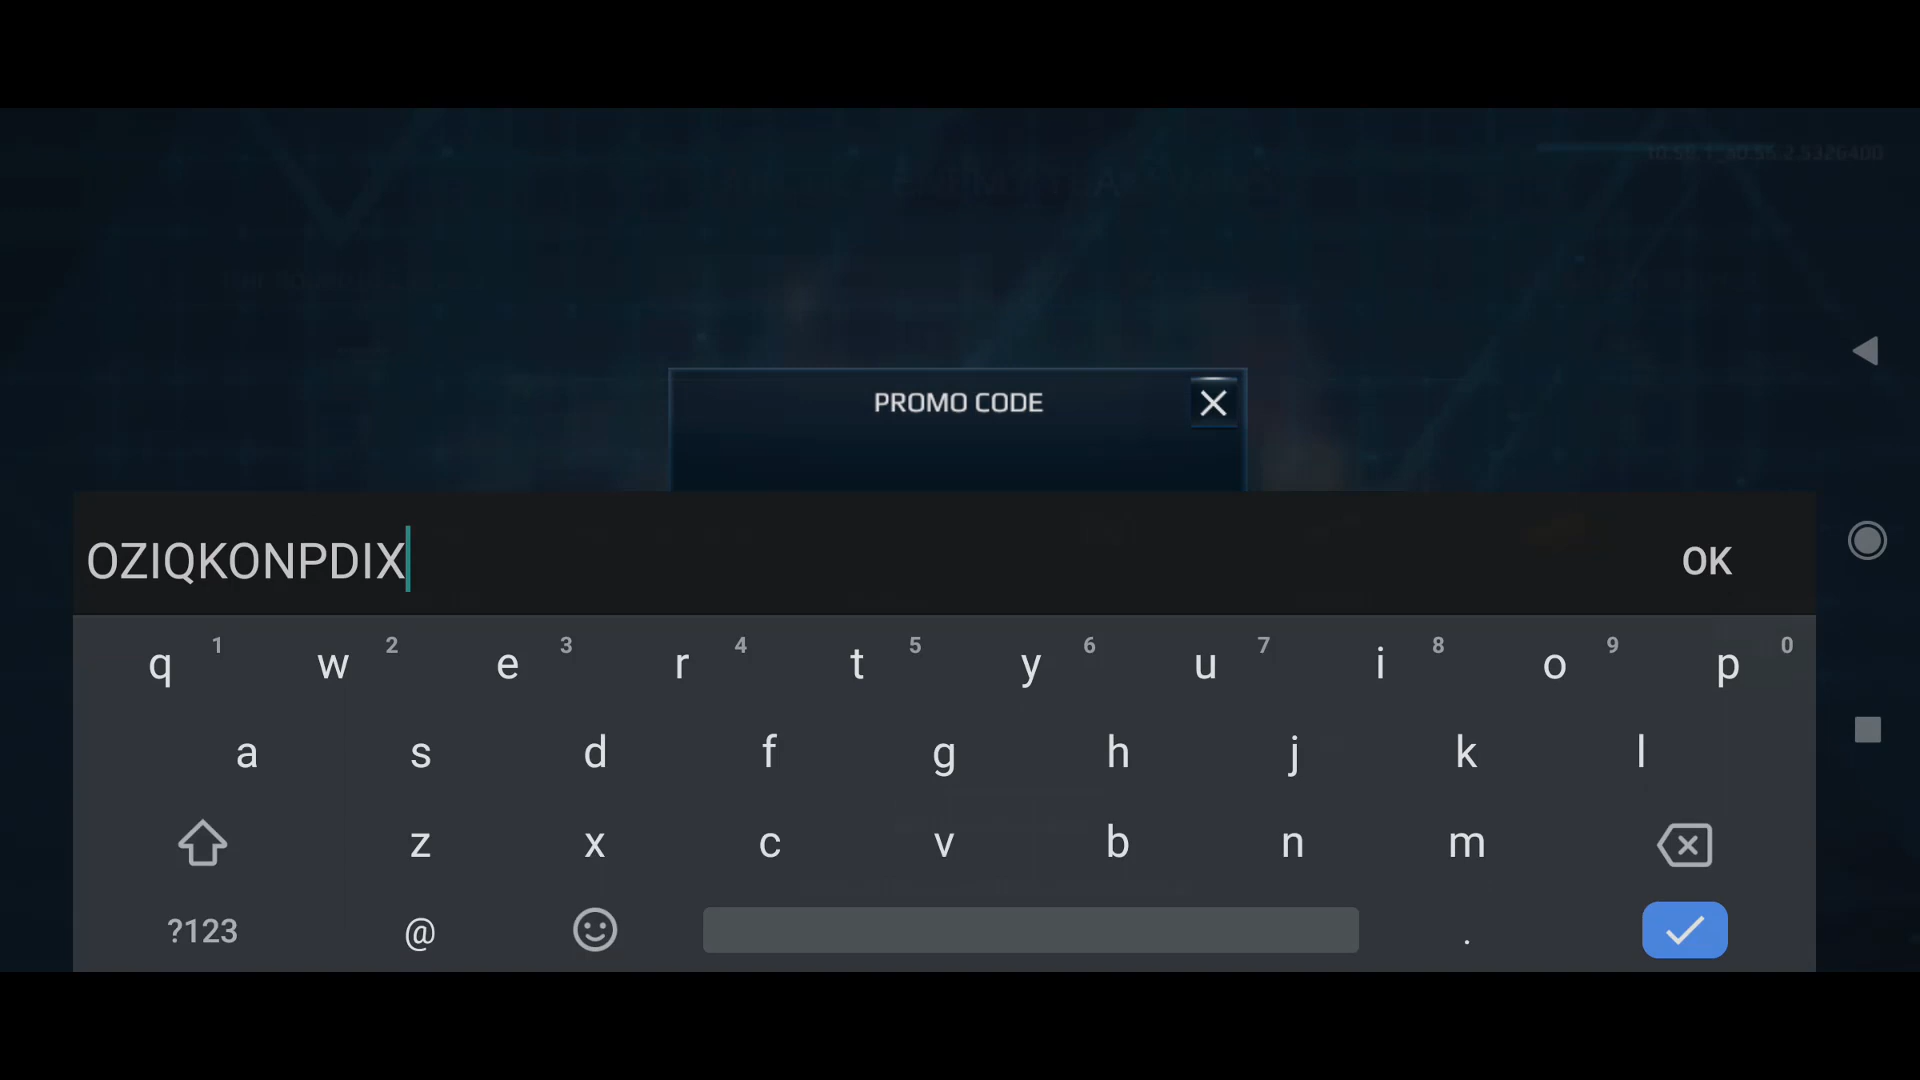 PROMO CODE
OZIQKONPDIX
OK
q 1 w 2 e 3 r 4 t 5 y 6 u 7 i 8 o 9 p 0
a s d f g h j k l
z x c v b n m
?123 @ .